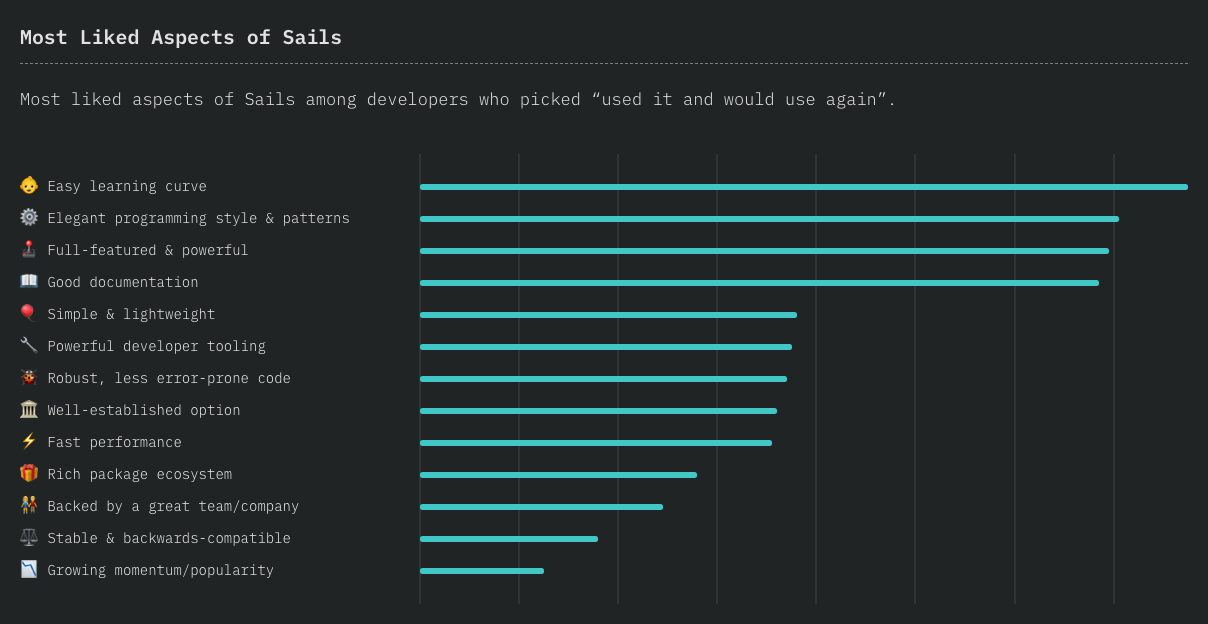 Most Liked Aspects of Sails
Most liked aspects of Sails among developers who picked “used it and would use again”.
Easy learning curve
Elegant programming style & patterns
Full-featured & powerful
Good documentation
Simple & lightweight
Powerful developer tooling
Robust, less error-prone code
Well-established option
Fast performance
Rich package ecosystem
Backed by a great team/company
Stable & backwards-compatible
Growing momentum/popularity